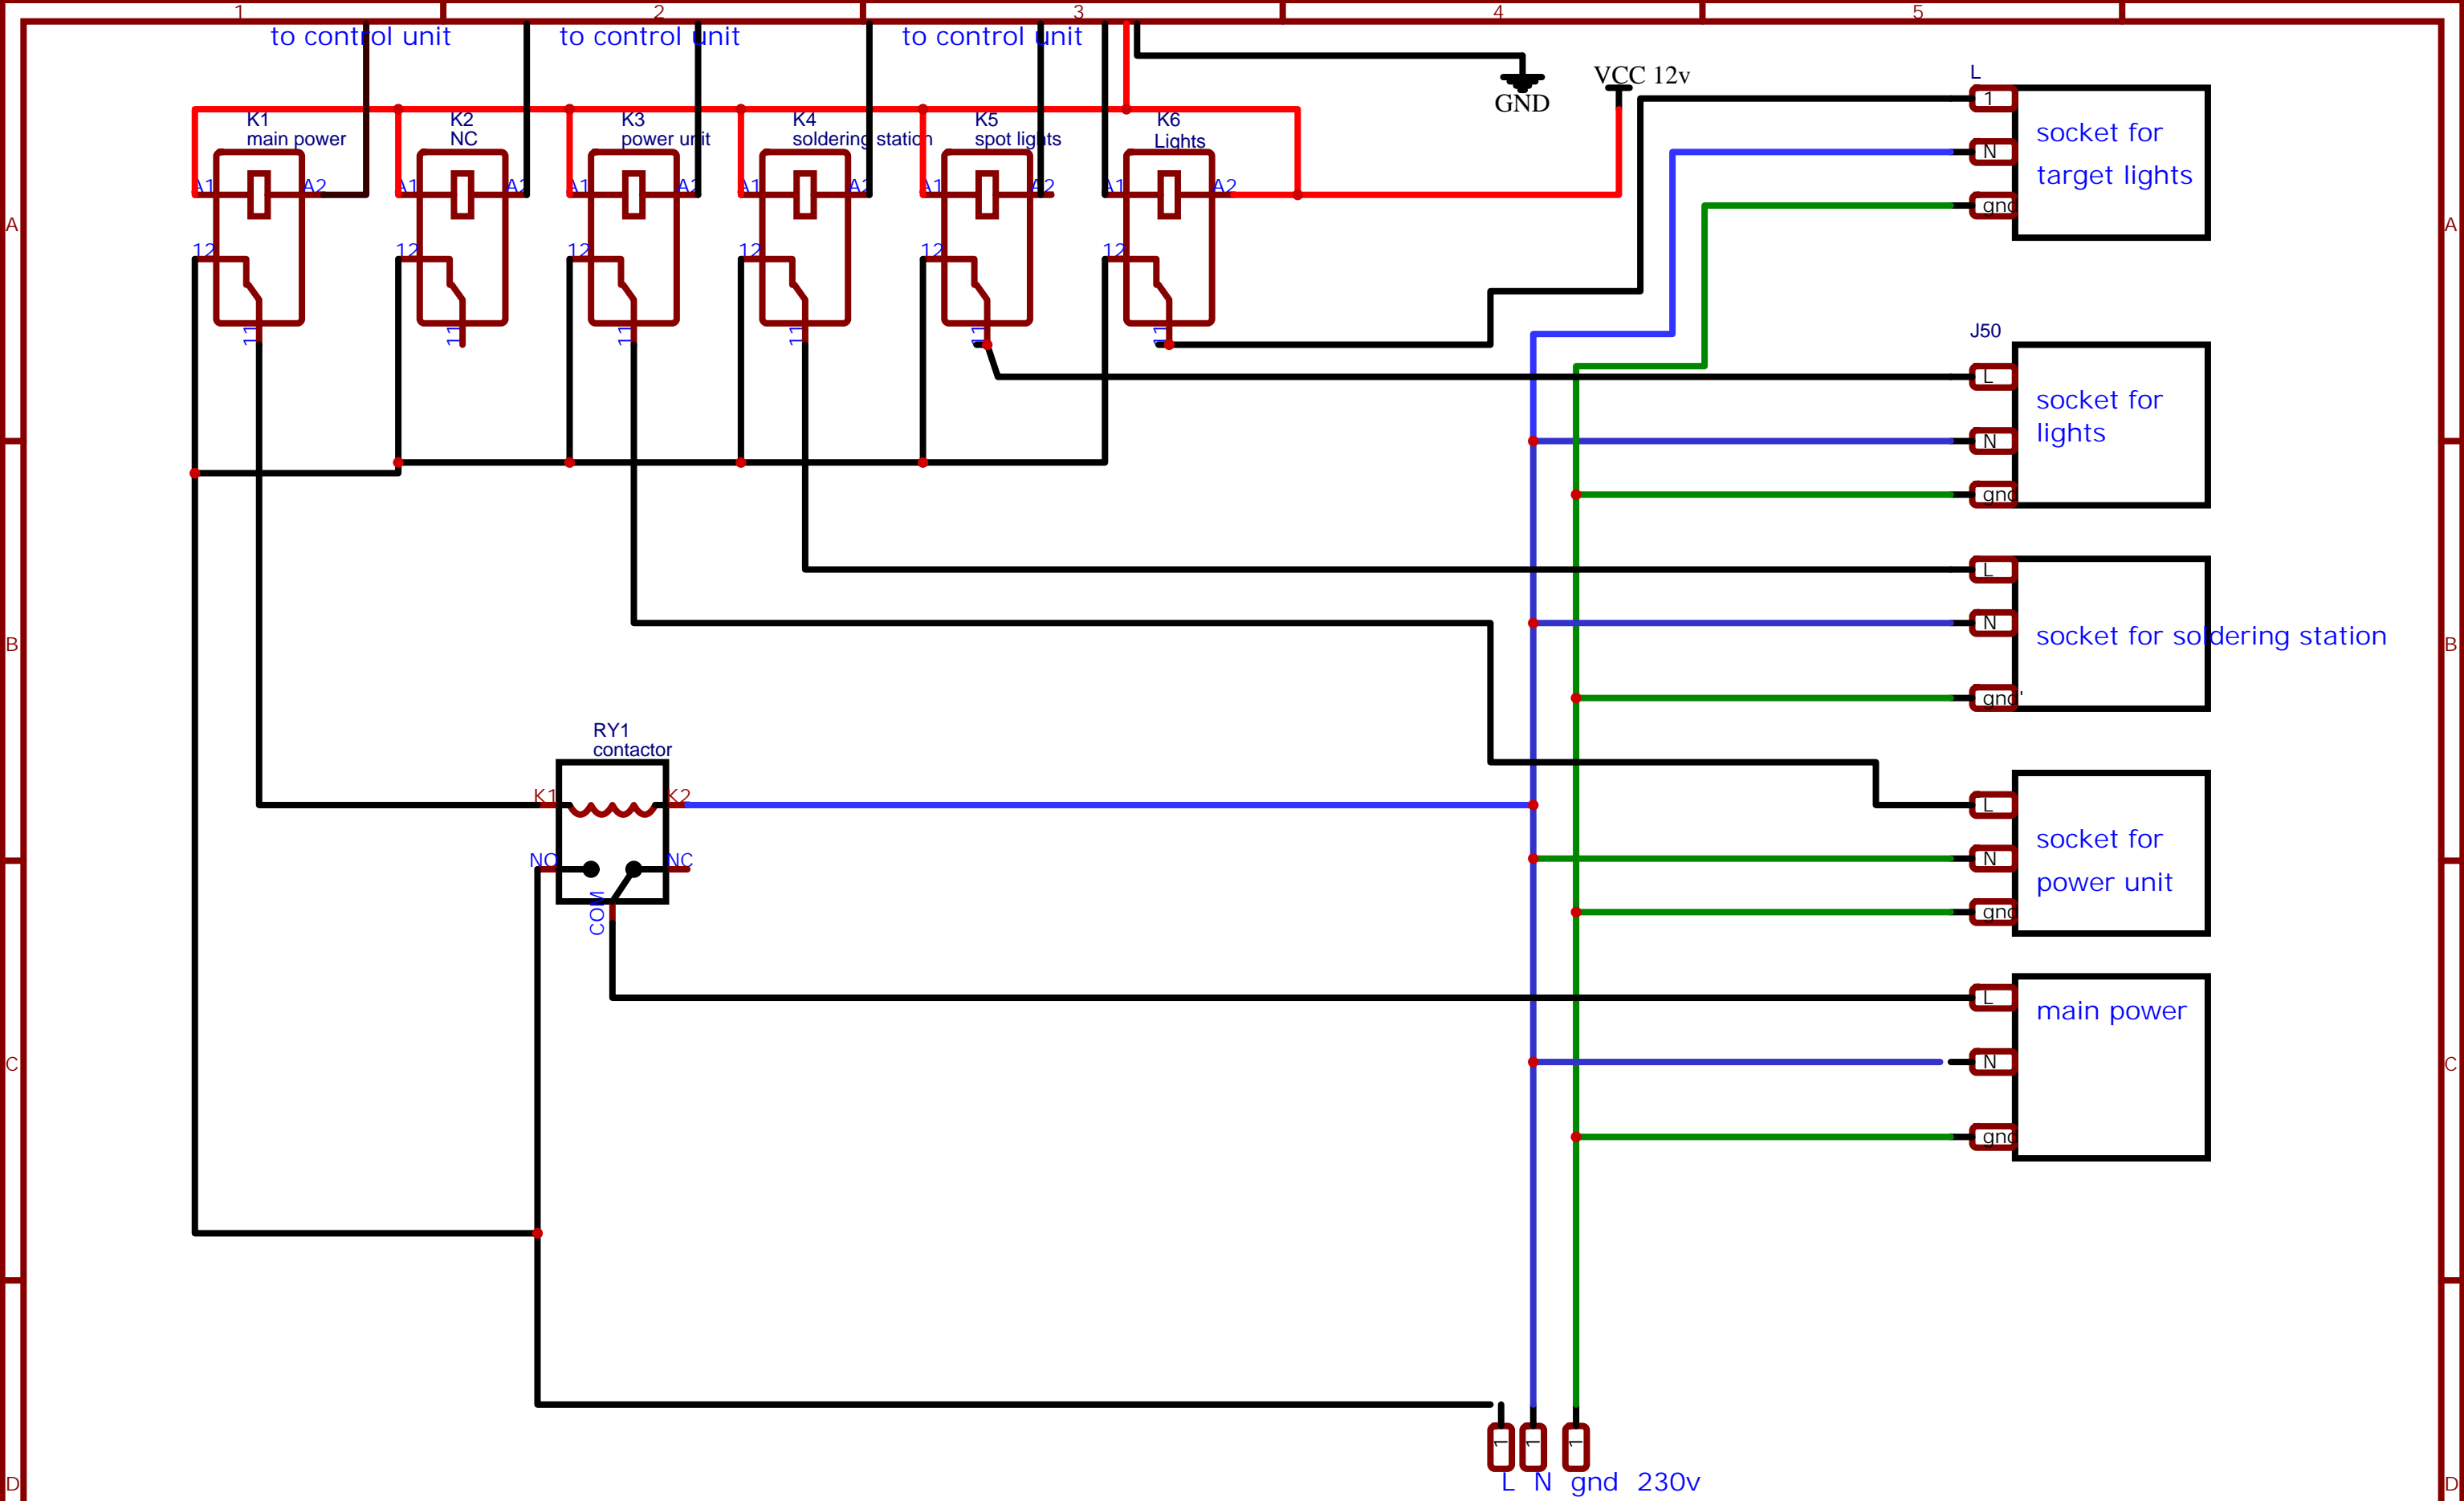 1 2 3 4 5
to control unit to control unit to control unit
VCC 12v
GND
L
K1 K2 K3 K4 K5 K6
main power NC power unit soldering station spot lights Lights
A1 A2 A1 A2 A1 A2 A1 A2 A1 A2 A1 A2
12 12 12 12 12 12
11 11 11 11 11 11
1
N
gnd
socket for
target lights
A A
J50
L
N
gnd
socket for
lights
L
N
gnd'
socket for soldering station
B B
RY1
contactor
K1 K2
NO NC
COM
L
N
gnd
socket for
power unit
L
N
gnd
main power
C C
1 1 1
L N gnd 230v
D D